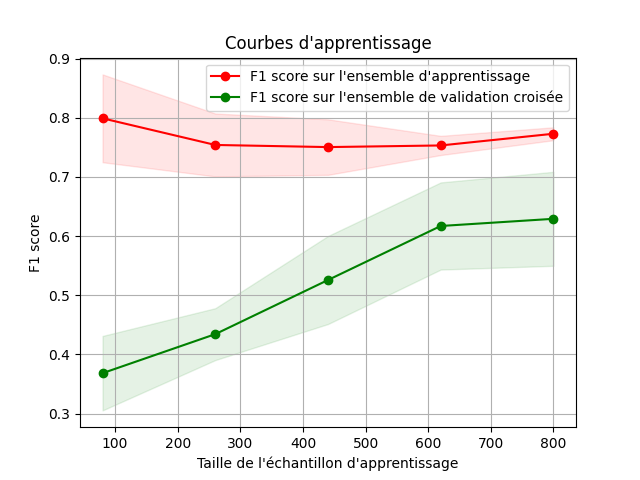 Courbes d'apprentissage
F1 score sur l'ensemble d'apprentissage
F1 score sur l'ensemble de validation croisée
0.9
0.8
0.7
0.6
0.5
0.4
0.3
F1 score
100 200 300 400 500 600 700 800
Taille de l'échantillon d'apprentissage